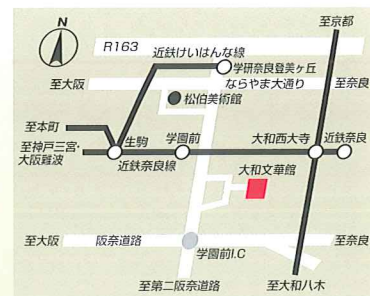 N
至京都
R163
近鉄けいはんな線
学研奈良登美ヶ丘
至大阪
ならやま大通り
至奈良
松伯美術館
至本町
生駒
学園前
大和西大寺
近鉄奈良
至神戸三宮・
大阪難波
近鉄奈良線
大和文華館
至大阪
阪奈道路
至奈良
学園前I.C
至第二阪奈道路
至大和八木